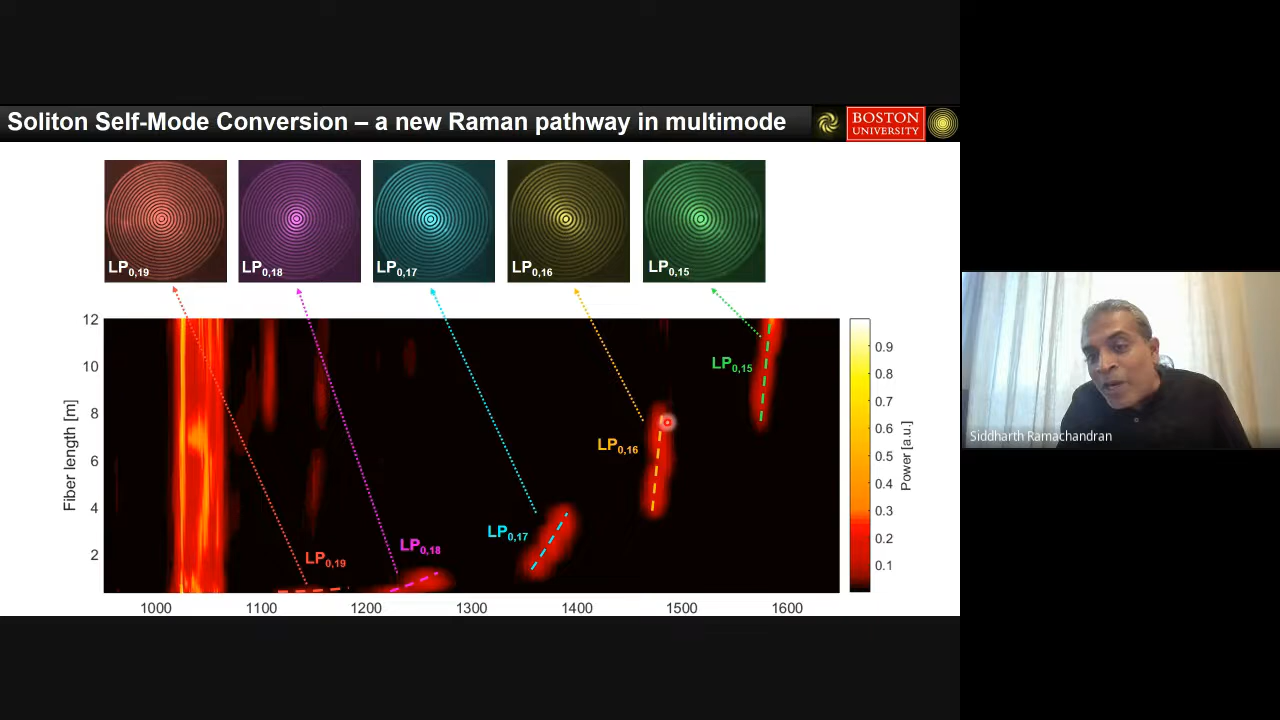 Soliton Self-Mode Conversion – a new Raman pathway in multimode
BOSTON
UNIVERSITY
LP0,19
LP0,18
LP0,17
LP0,16
LP0,15
12
10
8
6
4
2
Fiber length [m]
LP0,19
LP0,18
LP0,17
LP0,16
LP0,15
1000
1100
1200
1300
1400
1500
1600
0.9
0.8
0.7
0.6
0.5
0.4
0.3
0.2
0.1
Power [a.u.]
Siddharth Ramachandran